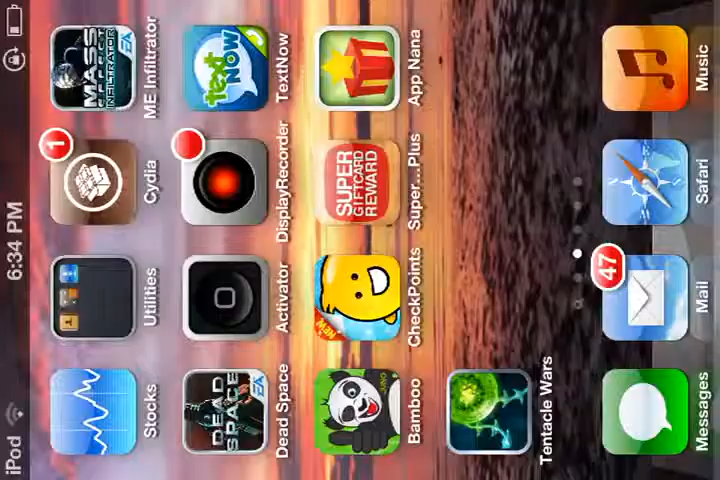 iPod 6:34 PM
Stocks Utilities Cydia ME Infiltrator
1
MASS EFFECT INFILTRATOR EA
Dead Space Activator DisplayRecorder TextNow
DEAD SPACE EA
text NOW
Bamboo CheckPoints Super...Plus App Nana
NEW
SUPER GIFTCARD REWARD
Tentacle Wars
Messages Mail Safari Music
47